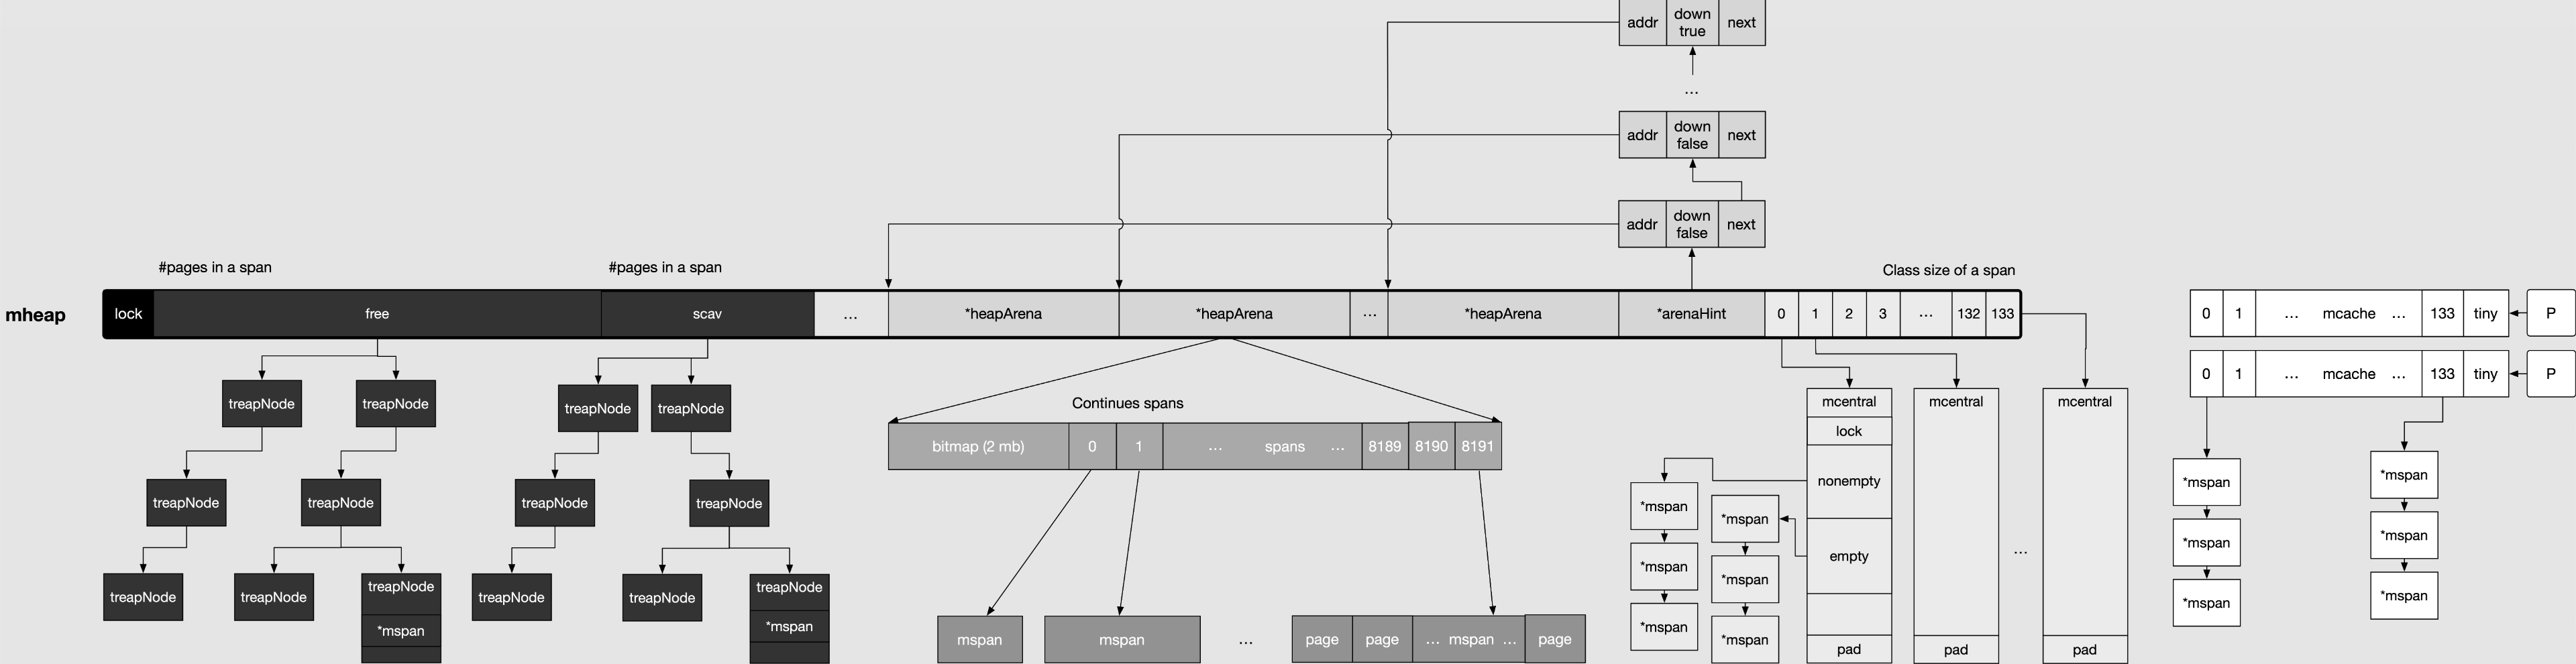 addr down true next
...
addr down false next
addr down false next
#pages in a span
#pages in a span
Class size of a span
mheap
lock free scav ... *heapArena *heapArena ... *heapArena *arenaHint 0 1 2 3 ... 132 133
0 1 ... mcache ... 133 tiny P
0 1 ... mcache ... 133 tiny P
treapNode treapNode treapNode treapNode
Continues spans
bitmap (2 mb) 0 1 ... spans ... 8189 8190 8191
mcentral mcentral mcentral
lock
nonempty
empty
pad pad pad
...
treapNode treapNode treapNode treapNode
treapNode treapNode treapNode treapNode treapNode treapNode
*mspan *mspan
mspan mspan ... page page ... mspan ... page
*mspan *mspan
*mspan *mspan
*mspan *mspan
*mspan *mspan
*mspan *mspan
*mspan *mspan